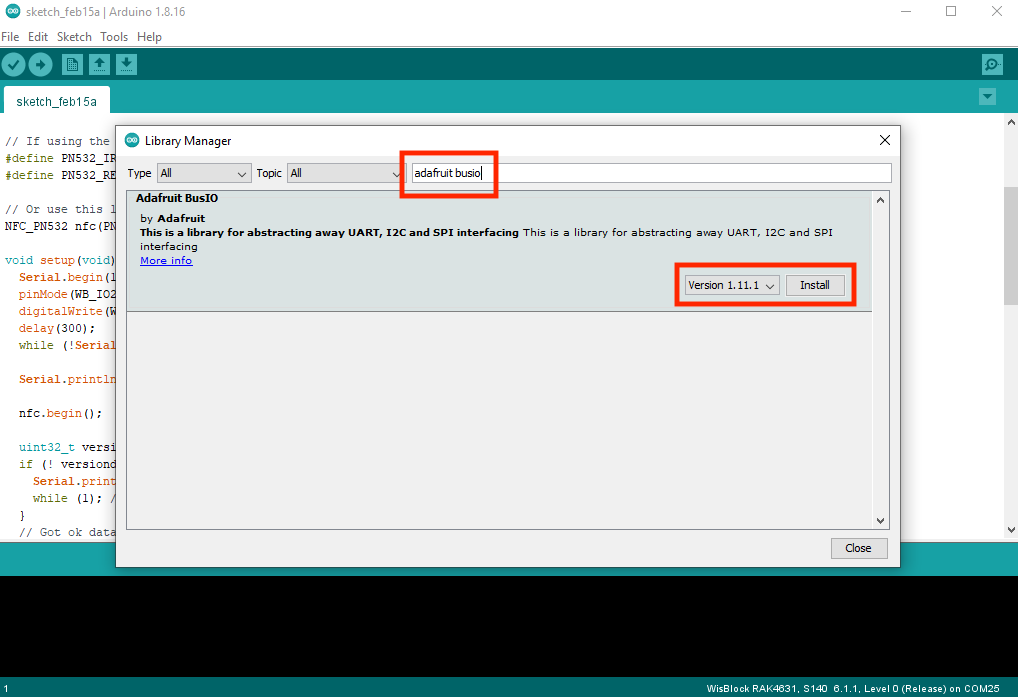 sketch_feb15a | Arduino 1.8.16
File Edit Sketch Tools Help
sketch_feb15a
// If using the
#define PN532_IR
#define PN532_RE
// Or use this l
NFC_PN532 nfc(PN
void setup(void)
Serial.begin(1
pinMode(WB_IO2
digitalWrite(W
delay(300);
while (!Serial
Serial.println
nfc.begin();
uint32_t versi
if (! versiond
Serial.print
while (1); /
}
// Got ok data
Library Manager
Type All Topic All adafruit busio
Adafruit BusIO
by Adafruit
This is a library for abstracting away UART, I2C and SPI interfacing This is a library for abstracting away UART, I2C and SPI
interfacing
More info
Version 1.11.1 Install
Close
1 WisBlock RAK4631, S140 6.1.1, Level 0 (Release) on COM25